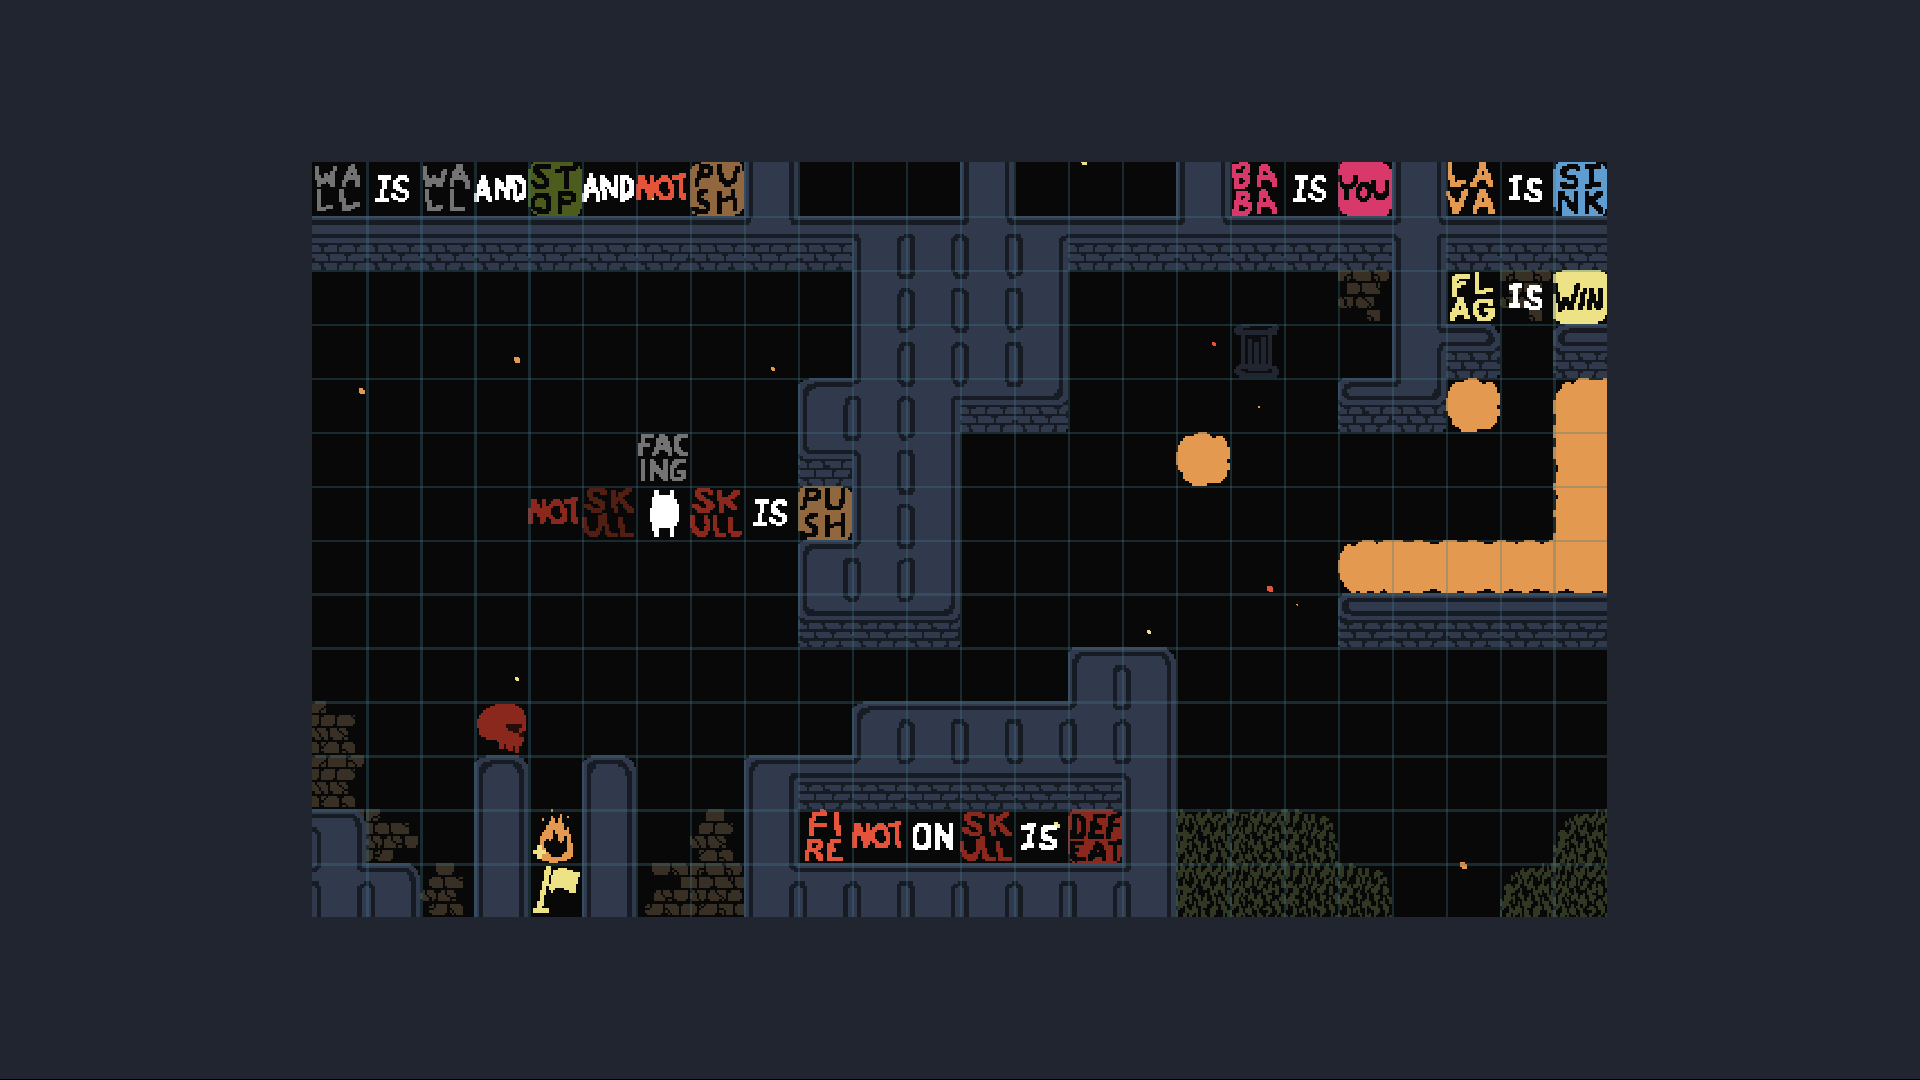 WALL IS WALL AND STOP AND NOT PUSH
BABA IS YOU
LAVA IS SINK
FLAG IS WIN
FACING
NOT SKULL
SKULL IS PUSH
FIRE NOT ON SKULL IS DEFEAT